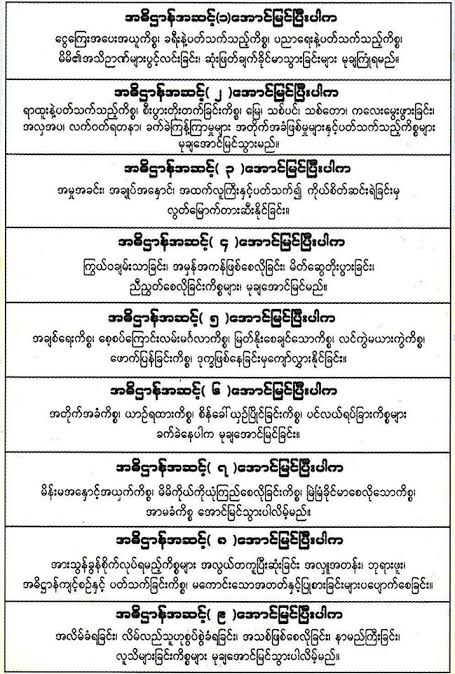 အဓိဌာန်အဆင့်(၁)အောင်မြင်ပြီးပါက
ငွေကြေးအပေးအယူကိစ္စ၊ ခရီးနဲ့ပတ်သက်သည့်ကိစ္စ၊ ပညာရေးနဲ့ပတ်သက်သည့်ကိစ္စ၊
မိမိ၏အသိဉာဏ်များပွင့်လင်းခြင်း၊ ဆုံးဖြတ်ချက်ခိုင်မာသွားခြင်းများ မုချကြုံရမည်။
အဓိဌာန်အဆင့်( ၂ )အောင်မြင်ပြီးပါက
ရာထူးနဲ့ပတ်သက်သည့်ကိစ္စ၊ စီးပွားတိုးတက်ခြင်းကိစ္စ၊ မြေ၊ သစ်ပင်၊ သစ်တော၊ ကလေးမွေးဖွားခြင်း၊
အလှအပ၊ လက်ဝတ်ရတနာ၊ ခက်ခဲကြန့်ကြာမှုများ အတိုက်အခံဖြစ်မှုများနှင့်ပတ်သက်သည့်ကိစ္စများ
မုချအောင်မြင်သွားမည်။
အဓိဌာန်အဆင့်( ၃ )အောင်မြင်ပြီးပါက
အမှုအခင်း၊ အချုပ်အနှောင်၊ အထက်လူကြီးနှင့်ပတ်သက်၍ ကိုယ်စိတ်ဆင်းရဲခြင်းမှ
လွတ်မြောက်တားဆီးနိုင်ခြင်း။
အဓိဌာန်အဆင့်( ၄ )အောင်မြင်ပြီးပါက
ကြွယ်ဝချမ်းသာခြင်း၊ အမှန်အကန်ဖြစ်စေလိုခြင်း၊ မိတ်ဆွေတိုးပွားခြင်း၊
ညီညွတ်စေလိုခြင်းကိစ္စများ၊ မုချအောင်မြင်မည်။
အဓိဌာန်အဆင့်( ၅ )အောင်မြင်ပြီးပါက
အချစ်ရေးကိစ္စ၊ စေ့စပ်ကြောင်းလမ်းမင်္ဂလာကိစ္စ၊ မြတ်နိုးစေချင်သောကိစ္စ၊ လင်ကွဲမယားကွဲကိစ္စ၊
ဖောက်ပြန်ခြင်းကိစ္စ၊ ဒုက္ခဖြစ်နေခြင်းမှကျော်လွှားနိုင်ခြင်း။
အဓိဌာန်အဆင့်( ၆ )အောင်မြင်ပြီးပါက
အတိုက်အခံကိစ္စ၊ ယာဉ်ရထားကိစ္စ၊ စိန်ခေါ်ယှဉ်ပြိုင်ခြင်းကိစ္စ၊ ပင်လယ်ရပ်ခြားကိစ္စများ
ခက်ခဲနေပါက မုချအောင်မြင်ခြင်း။
အဓိဌာန်အဆင့်( ၇ )အောင်မြင်ပြီးပါက
မိန်းမအနှောင့်အယှက်ကိစ္စ၊ မိမိကိုယ်ကိုယုံကြည်စေလိုခြင်းကိစ္စ၊ မြဲမြံခိုင်မာစေလိုသောကိစ္စ၊
အာမခံကိစ္စ အောင်မြင်သွားပါလိမ့်မည်။
အဓိဌာန်အဆင့်( ၈ )အောင်မြင်ပြီးပါက
အားသွန်ခွန်စိုက်လုပ်ရမည့်ကိစ္စများ အလွယ်တကူပြီးဆုံးခြင်း အလှူအတန်း၊ ဘုရားဖူး၊
အဓိဌာန်ကျင့်စဉ်နှင့် ပတ်သက်ခြင်းကိစ္စ၊ မကောင်းသောအတတ်နှင့်ပြုစားခြင်းများပပျောက်စေခြင်း။
အဓိဌာန်အဆင့်( ၉ )အောင်မြင်ပြီးပါက
အလိမ်ခံရခြင်း၊ လိမ်လည်သူဟုစွပ်စွဲခံရခြင်း၊ အသစ်ဖြစ်စေလိုခြင်း၊ နာမည်ကြီးခြင်း၊
လူသိများခြင်းကိစ္စများ မုချအောင်မြင်သွားပါလိမ့်မည်။